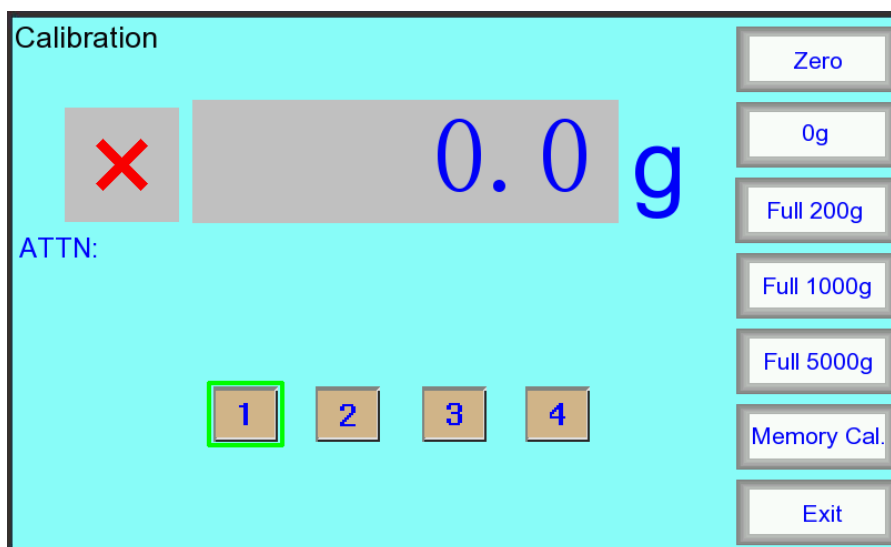 Calibration
0.0 g
ATTN:
1 2 3 4
Zero
0g
Full 200g
Full 1000g
Full 5000g
Memory Cal.
Exit